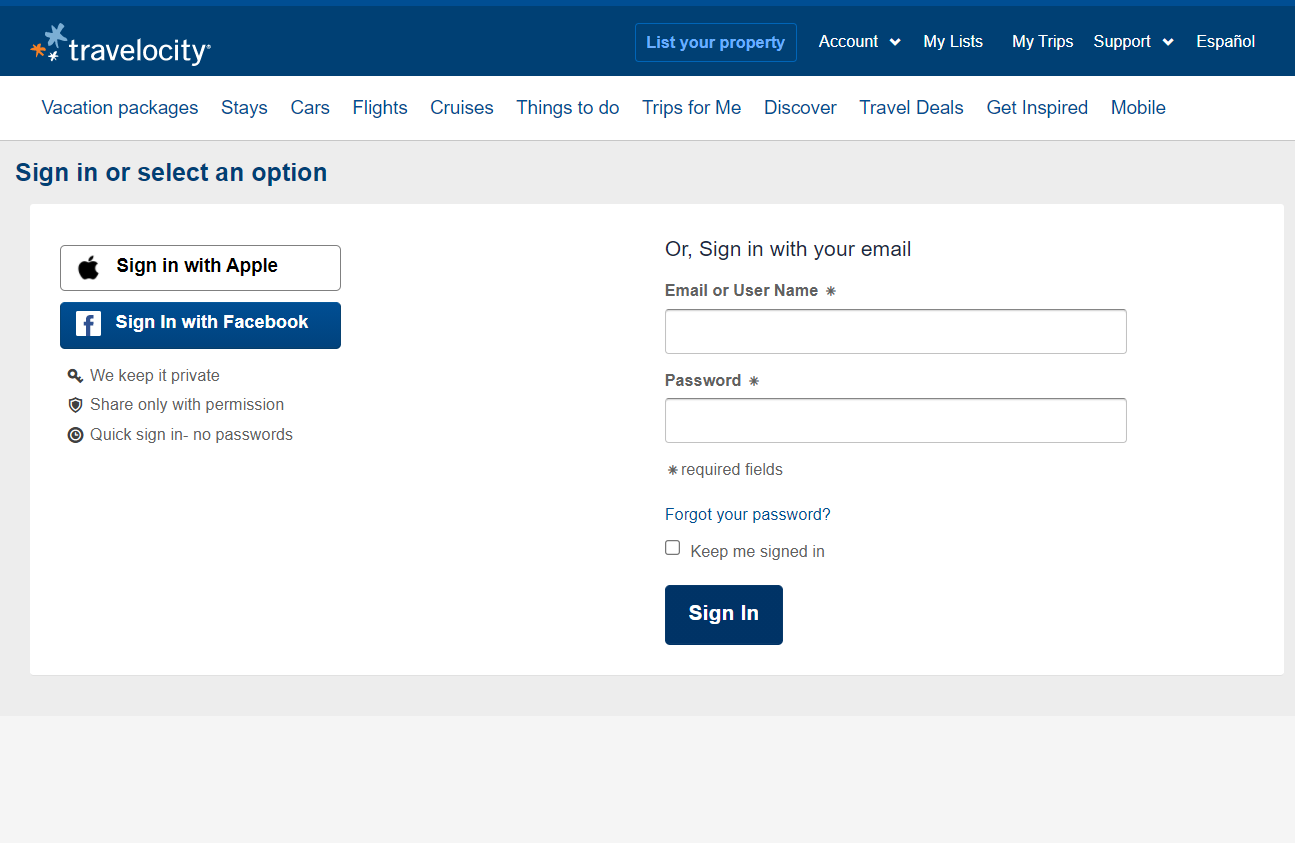 travelocity®
List your property
Account
My Lists
My Trips
Support
Español
Vacation packages
Stays
Cars
Flights
Cruises
Things to do
Trips for Me
Discover
Travel Deals
Get Inspired
Mobile
Sign in or select an option
Sign in with Apple
Sign In with Facebook
We keep it private
Share only with permission
Quick sign in- no passwords
Or, Sign in with your email
Email or User Name *
Password *
* required fields
Forgot your password?
Keep me signed in
Sign In